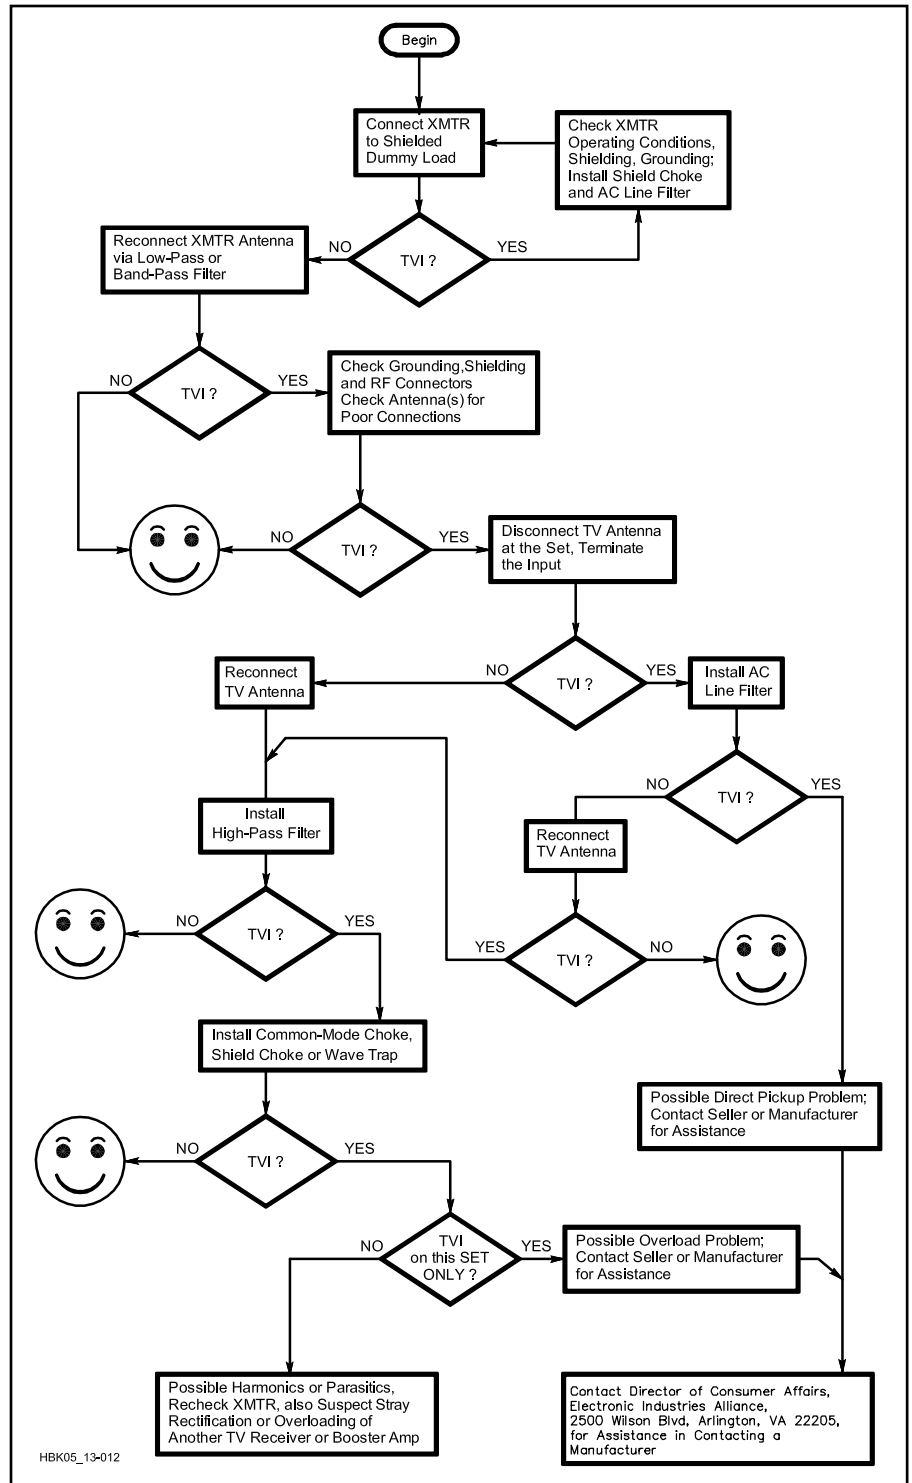 Begin
Connect XMTR
to Shielded
Dummy Load
Check XMTR
Operating Conditions,
Shielding, Grounding;
Install Shield Choke
and AC Line Filter
Reconnect XMTR Antenna
via Low-Pass or
Band-Pass Filter
NO
TVI ?
YES
NO
TVI ?
YES
Check Grounding,Shielding
and RF Connectors
Check Antenna(s) for
Poor Connections
NO
TVI ?
YES
Disconnect TV Antenna
at the Set, Terminate
the Input
Reconnect
TV Antenna
NO
TVI ?
YES
Install AC
Line Filter
NO
TVI ?
YES
Install
High-Pass Filter
Reconnect
TV Antenna
NO
TVI ?
YES
YES
TVI ?
NO
Install Common-Mode Choke,
Shield Choke or Wave Trap
Possible Direct Pickup Problem;
Contact Seller or Manufacturer
for Assistance
NO
TVI ?
YES
NO
TVI
on this SET
ONLY ?
YES
Possible Overload Problem;
Contact Seller or Manufacturer
for Assistance
Possible Harmonics or Parasitics,
Recheck XMTR, also Suspect Stray
Rectification or Overloading of
Another TV Receiver or Booster Amp
Contact Director of Consumer Affairs,
Electronic Industries Alliance,
2500 Wilson Blvd, Arlington, VA 22205,
for Assistance in Contacting a
Manufacturer
HBK05_13-012